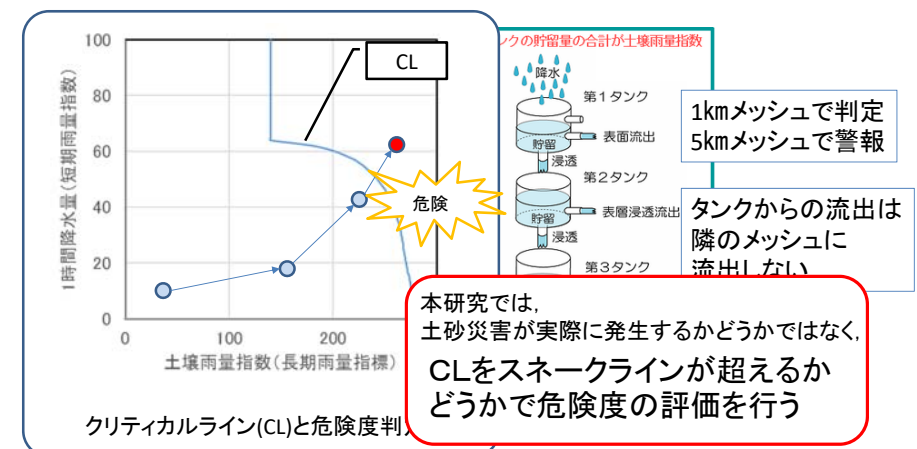 100
80
60
40
20
0
0
100
200
1時間降水量(短期雨量指数)
土壌雨量指数(長期雨量指標)
CL
危険
クリティカルライン(CL)と危険度判
クの貯留量の合計が土壌雨量指数
降水
第1タンク
表面流出
貯留
浸透
第2タンク
表層浸透流出
貯留
浸透
第3タンク
1kmメッシュで判定
5kmメッシュで警報
タンクからの流出は
隣のメッシュに
流出しない
本研究では,
土砂災害が実際に発生するかどうかではなく,
CLをスネークラインが超えるか
どうかで危険度の評価を行う